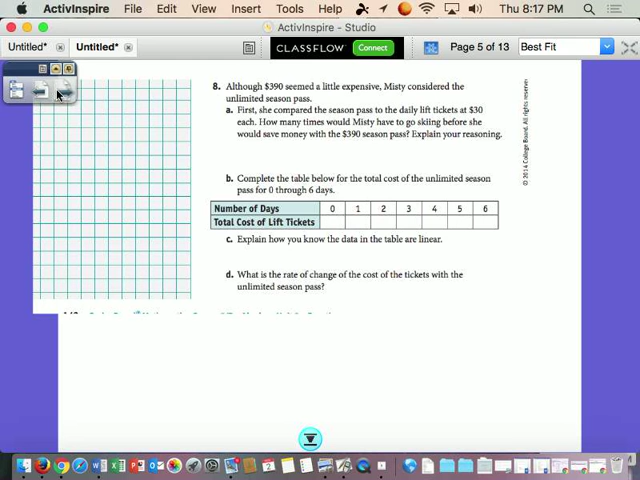 ActivInspire File Edit View Insert Tools Help Thu 8:17 PM
ActivInspire - Studio
Untitled* Untitled* CLASSFLOW Connect Page 5 of 13 Best Fit
8. Although $390 seemed a little expensive, Misty considered the
unlimited season pass.
a. First, she compared the season pass to the daily lift tickets at $30
each. How many times would Misty have to go skiing before she
would save money with the $390 season pass? Explain your reasoning.
b. Complete the table below for the total cost of the unlimited season
pass for 0 through 6 days.
Number of Days 0 1 2 3 4 5 6
Total Cost of Lift Tickets
c. Explain how you know the data in the table are linear.
d. What is the rate of change of the cost of the tickets with the
unlimited season pass?
© 2014 College Board. All rights reserved